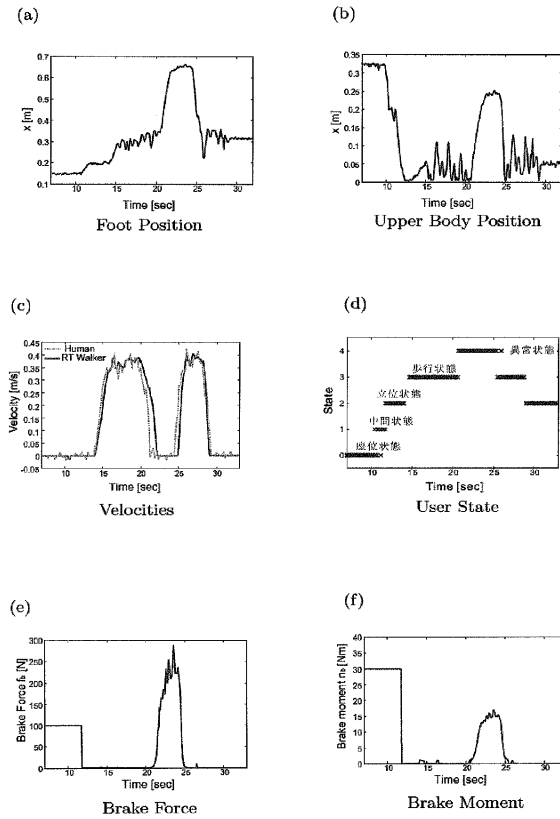 (a)
0.7
0.6
0.5
0.4
0.3
0.2
0.1
x [m]
10 15 20 25 30
Time [sec]
Foot Position
(b)
0.35
0.3
0.25
0.2
0.15
0.1
0.05
0
x [m]
10 15 20 25 30
Time [sec]
Upper Body Position
(c)
Human
RT Walker
0.45
0.4
0.35
0.3
0.25
0.2
0.15
0.1
0.05
0
-0.05
Velocity [m/s]
10 15 20 25 30
Time [sec]
Velocities
(d)
4
3
2
1
0
State
異常状態
歩行状態
立位状態
中間状態
座位状態
10 15 20 25 30
Time [sec]
User State
(e)
300
250
200
150
100
50
0
Brake Force fb [N]
10 15 20 25 30
Time [sec]
Brake Force
(f)
40
35
30
25
20
15
10
5
0
Brake moment nb [Nm]
10 15 20 25 30
Time [sec]
Brake Moment